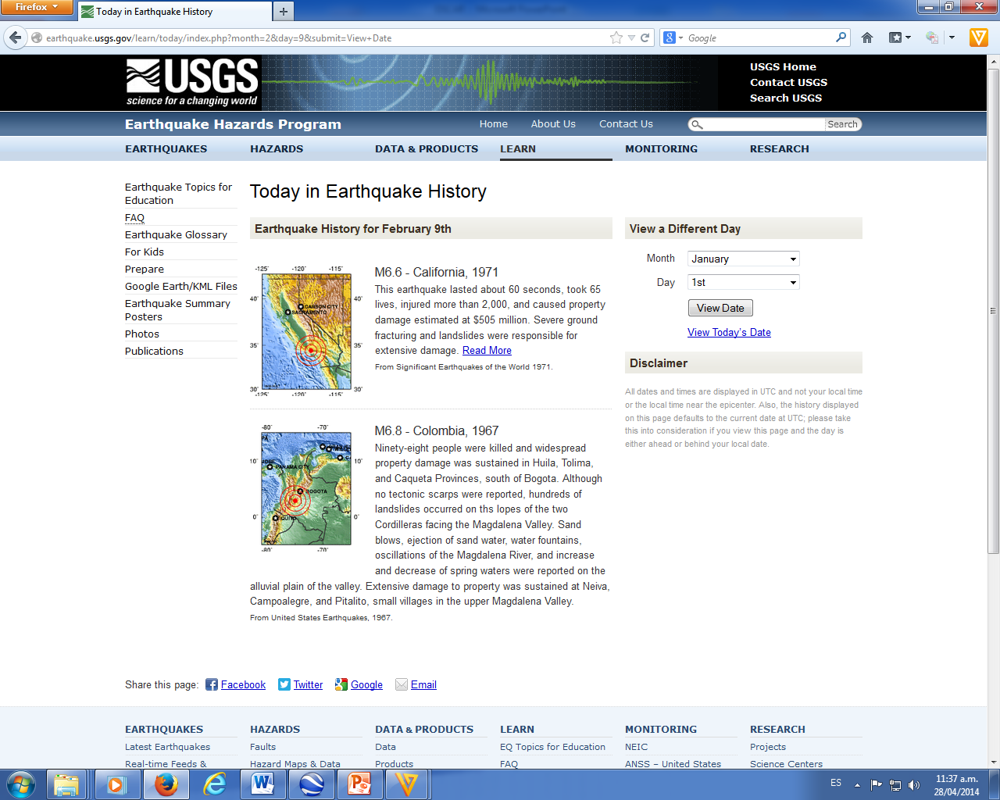 Firefox
Today in Earthquake History
earthquake.usgs.gov/learn/today/index.php?month=2&day=9&submit=View+Date
Google
USGS
science for a changing world
USGS Home
Contact USGS
Search USGS
Earthquake Hazards Program
Home About Us Contact Us
Search
EARTHQUAKES HAZARDS DATA & PRODUCTS LEARN MONITORING RESEARCH
Earthquake Topics for
Education
FAQ
Earthquake Glossary
For Kids
Prepare
Google Earth/KML Files
Earthquake Summary
Posters
Photos
Publications
Today in Earthquake History
Earthquake History for February 9th
-125° -120° -115°
40° 40°
CARSON CITY
SACRAMENTO
35° 35°
30° 30°
-125° -120° -115°
M6.6 - California, 1971
This earthquake lasted about 60 seconds, took 65
lives, injured more than 2,000, and caused property
damage estimated at $505 million. Severe ground
fracturing and landslides were responsible for
extensive damage. Read More
From Significant Earthquakes of the World 1971.
-80° -70°
10° 10°
PANAMA CITY
BOGOTA
0° 0°
QUITO
-80° -70°
M6.8 - Colombia, 1967
Ninety-eight people were killed and widespread
property damage was sustained in Huila, Tolima,
and Caqueta Provinces, south of Bogota. Although
no tectonic scarps were reported, hundreds of
landslides occurred on ths lopes of the two
Cordilleras facing the Magdalena Valley. Sand
blows, ejection of sand water, water fountains,
oscillations of the Magdalena River, and increase
and decrease of spring waters were reported on the
alluvial plain of the valley. Extensive damage to property was sustained at Neiva,
Campoalegre, and Pitalito, small villages in the upper Magdalena Valley.
From United States Earthquakes, 1967.
View a Different Day
Month January
Day 1st
View Date
View Today's Date
Disclaimer
All dates and times are displayed in UTC and not your local time
or the local time near the epicenter. Also, the history displayed
on this page defaults to the current date at UTC; please take
this into consideration if you view this page and the day is
either ahead or behind your local date.
Share this page: Facebook Twitter Google Email
EARTHQUAKES HAZARDS DATA & PRODUCTS LEARN MONITORING RESEARCH
Latest Earthquakes Faults Data EQ Topics for Education NEIC Projects
Real-time Feeds & Hazard Maps & Data Products FAQ ANSS - United States Science Centers
ES
11:37 a.m.
28/04/2014